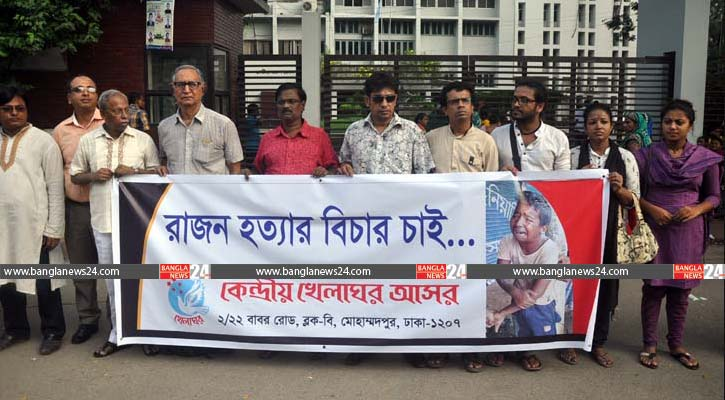 রাজন হত্যার বিচার চাই...
www.banglanews24.com BANGLA NEWS 24 www.banglanews24.com BANGLA NEWS 24 www.banglanews24.com BANGLA NEWS 24
কেন্দ্রীয় খেলাঘর আসর
খেলাঘর
২/২২ বাবর রোড, ব্লক-বি, মোহাম্মদপুর, ঢাকা-১২০৭